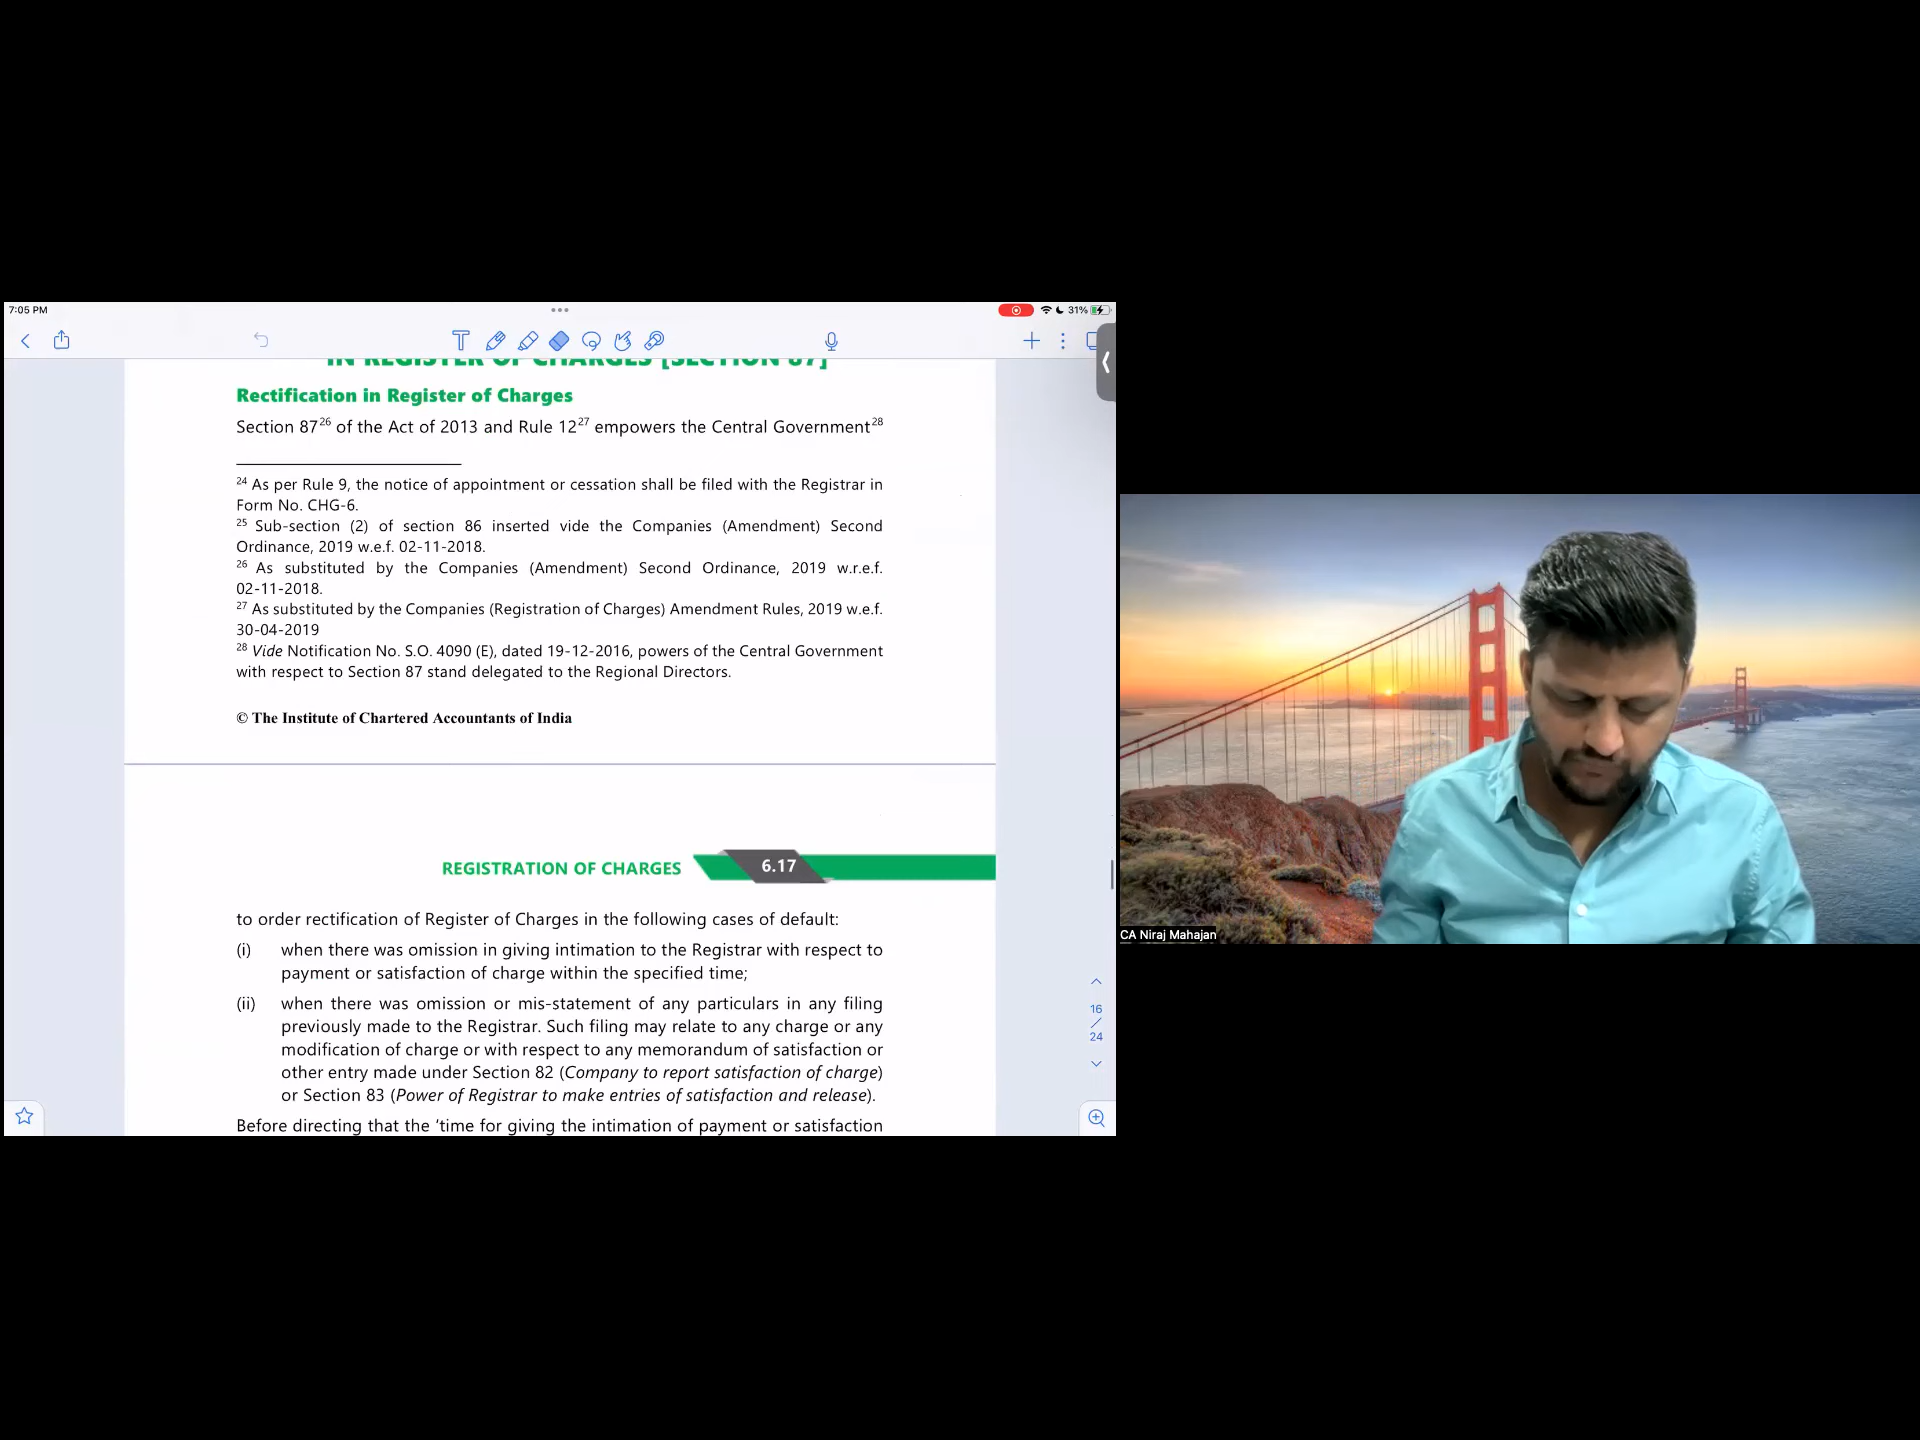 7:05 PM
31%
IN REGISTER OF CHARGES [SECTION 87]
Rectification in Register of Charges
Section 87²⁶ of the Act of 2013 and Rule 12²⁷ empowers the Central Government²⁸
²⁴ As per Rule 9, the notice of appointment or cessation shall be filed with the Registrar in
Form No. CHG-6.
²⁵ Sub-section (2) of section 86 inserted vide the Companies (Amendment) Second
Ordinance, 2019 w.e.f. 02-11-2018.
²⁶ As substituted by the Companies (Amendment) Second Ordinance, 2019 w.r.e.f.
02-11-2018.
²⁷ As substituted by the Companies (Registration of Charges) Amendment Rules, 2019 w.e.f.
30-04-2019
²⁸ Vide Notification No. S.O. 4090 (E), dated 19-12-2016, powers of the Central Government
with respect to Section 87 stand delegated to the Regional Directors.
© The Institute of Chartered Accountants of India
REGISTRATION OF CHARGES 6.17
to order rectification of Register of Charges in the following cases of default:
(i) when there was omission in giving intimation to the Registrar with respect to
payment or satisfaction of charge within the specified time;
(ii) when there was omission or mis-statement of any particulars in any filing
previously made to the Registrar. Such filing may relate to any charge or any
modification of charge or with respect to any memorandum of satisfaction or
other entry made under Section 82 (Company to report satisfaction of charge)
or Section 83 (Power of Registrar to make entries of satisfaction and release).
Before directing that the ‘time for giving the intimation of payment or satisfaction
16
/
24
CA Niraj Mahajan